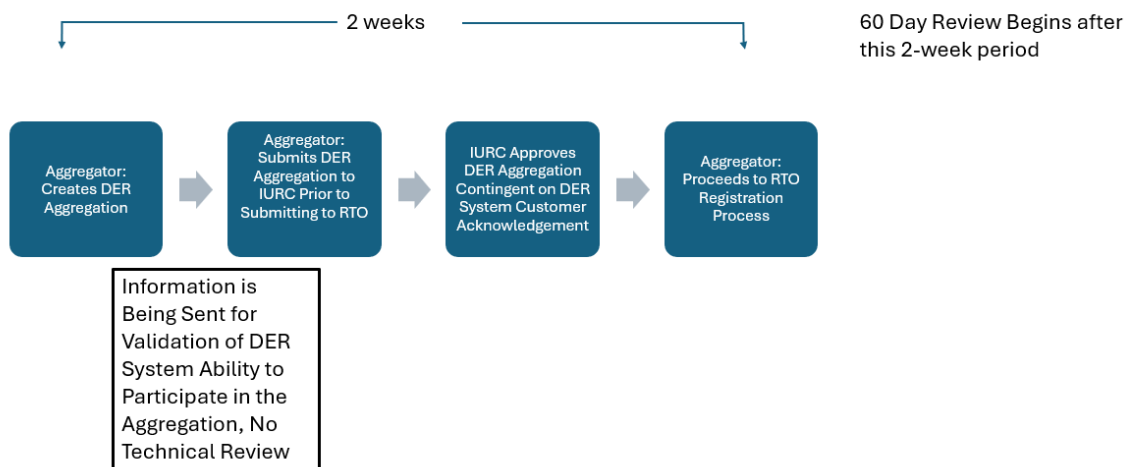 2 weeks
60 Day Review Begins after
this 2-week period
Aggregator:
Creates DER
Aggregation
Aggregator:
Submits DER
Aggregation to
IURC Prior to
Submitting to RTO
IURC Approves
DER Aggregation
Contingent on DER
System Customer
Acknowledgement
Aggregator:
Proceeds to RTO
Registration
Process
Information is
Being Sent for
Validation of DER
System Ability to
Participate in the
Aggregation, No
Technical Review